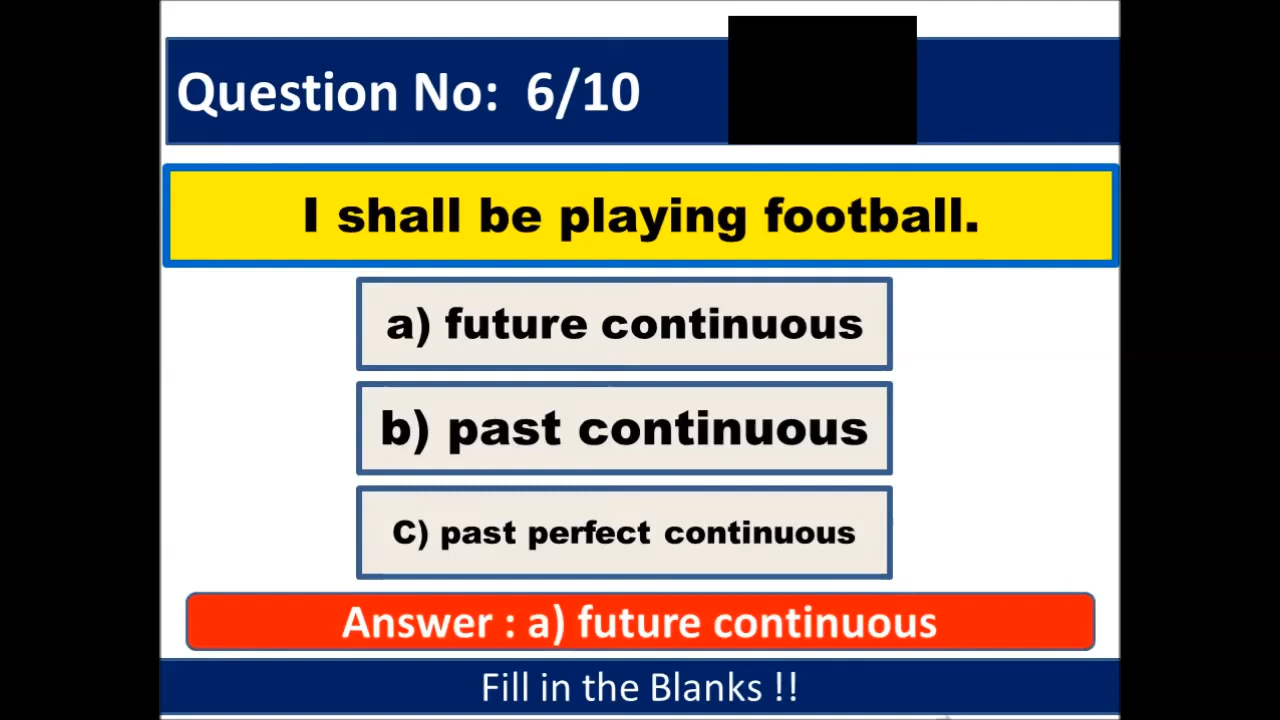 Question No: 6/10
I shall be playing football.
a) future continuous
b) past continuous
C) past perfect continuous
Answer : a) future continuous
Fill in the Blanks !!